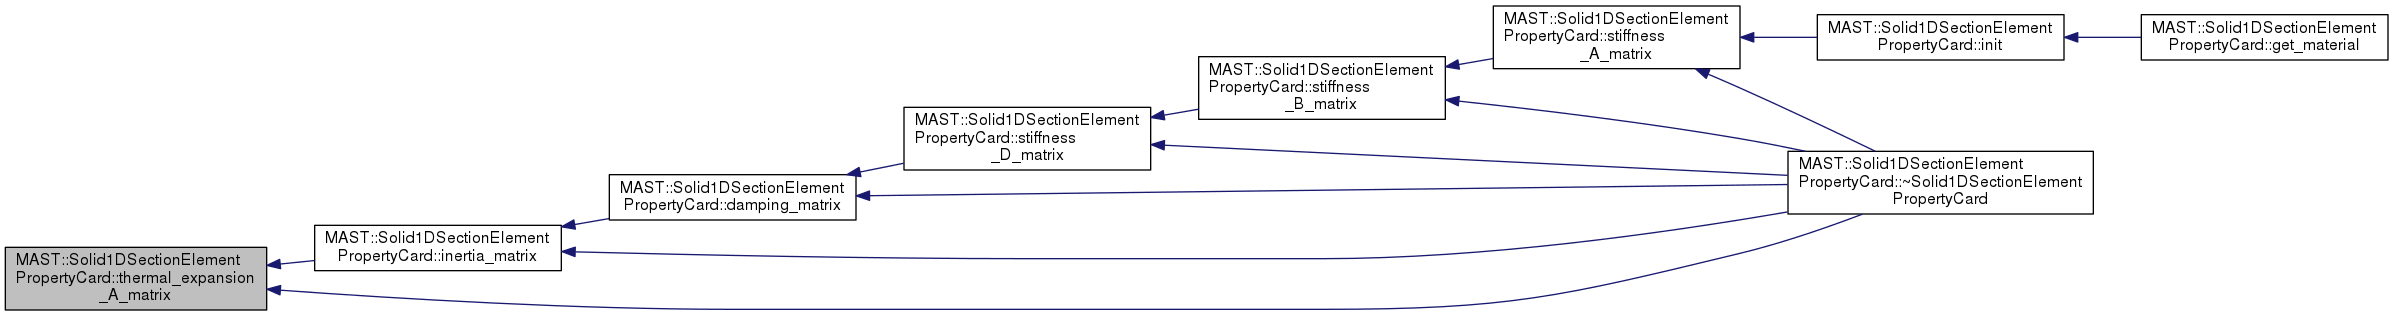 MAST::Solid1DSectionElement
PropertyCard::thermal_expansion
_A_matrix
MAST::Solid1DSectionElement
PropertyCard::inertia_matrix
MAST::Solid1DSectionElement
PropertyCard::damping_matrix
MAST::Solid1DSectionElement
PropertyCard::stiffness
_D_matrix
MAST::Solid1DSectionElement
PropertyCard::stiffness
_B_matrix
MAST::Solid1DSectionElement
PropertyCard::stiffness
_A_matrix
MAST::Solid1DSectionElement
PropertyCard::init
MAST::Solid1DSectionElement
PropertyCard::get_material
MAST::Solid1DSectionElement
PropertyCard::~Solid1DSectionElement
PropertyCard